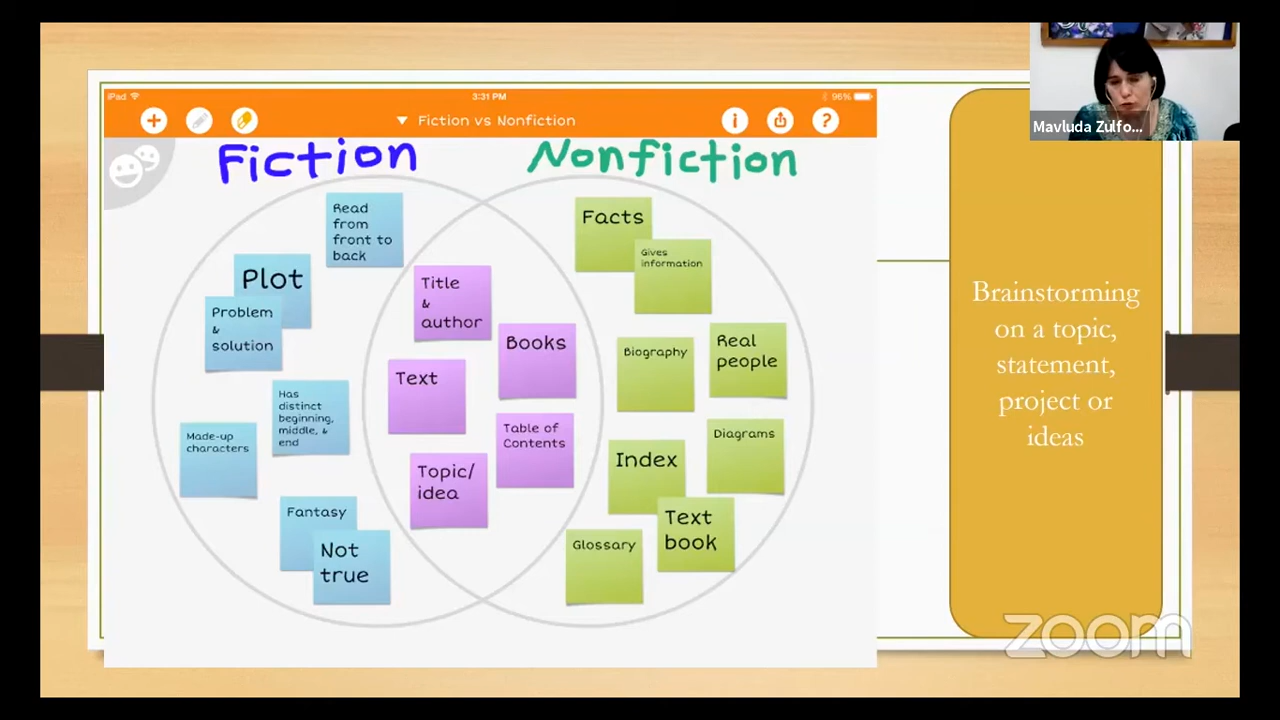 iPad
3:31 PM
96%
Fiction vs Nonfiction
i
?
Fiction
Nonfiction
Read
from
front to
back
Plot
Problem
&
solution
Has
distinct
beginning,
middle, &
end
Made-up
characters
Fantasy
Not
true
Title
&
author
Books
Text
Table of
Contents
Topic/
idea
Facts
Gives
information
Biography
Real
people
Diagrams
Index
Text
book
Glossary
Mavluda Zulfo...
Brainstorming
on a topic,
statement,
project or
ideas
zoom